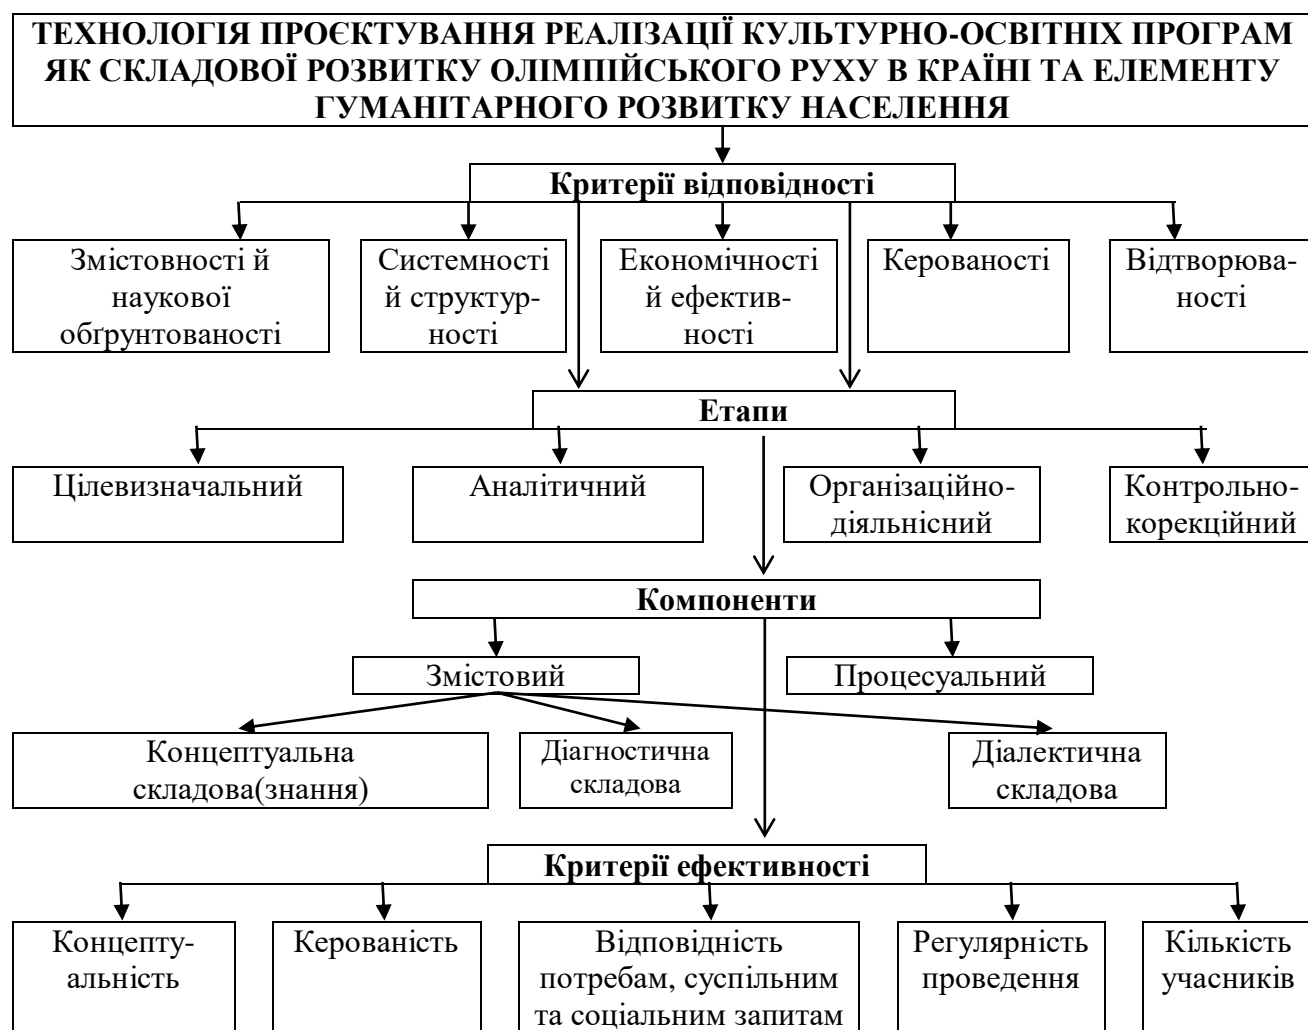 ТЕХНОЛОГІЯ ПРОЄКТУВАННЯ РЕАЛІЗАЦІЇ КУЛЬТУРНО-ОСВІТНІХ ПРОГРАМ
ЯК СКЛАДОВОЇ РОЗВИТКУ ОЛІМПІЙСЬКОГО РУХУ В КРАЇНІ ТА ЕЛЕМЕНТУ
ГУМАНІТАРНОГО РОЗВИТКУ НАСЕЛЕННЯ
Критерії відповідності
Змістовності й
наукової
обґрунтованості
Системності
й структур-
ності
Економічності
й ефектив-
ності
Керованості
Відтворюва-
ності
Етапи
Цілевизначальний
Аналітичний
Організаційно-
діяльнісний
Контрольно-
корекційний
Компоненти
Змістовий
Процесуальний
Концептуальна
складова(знання)
Діагностична
складова
Діалектична
складова
Критерії ефективності
Концепту-
альність
Керованість
Відповідність
потребам, суспільним
та соціальним запитам
Регулярність
проведення
Кількість
учасників